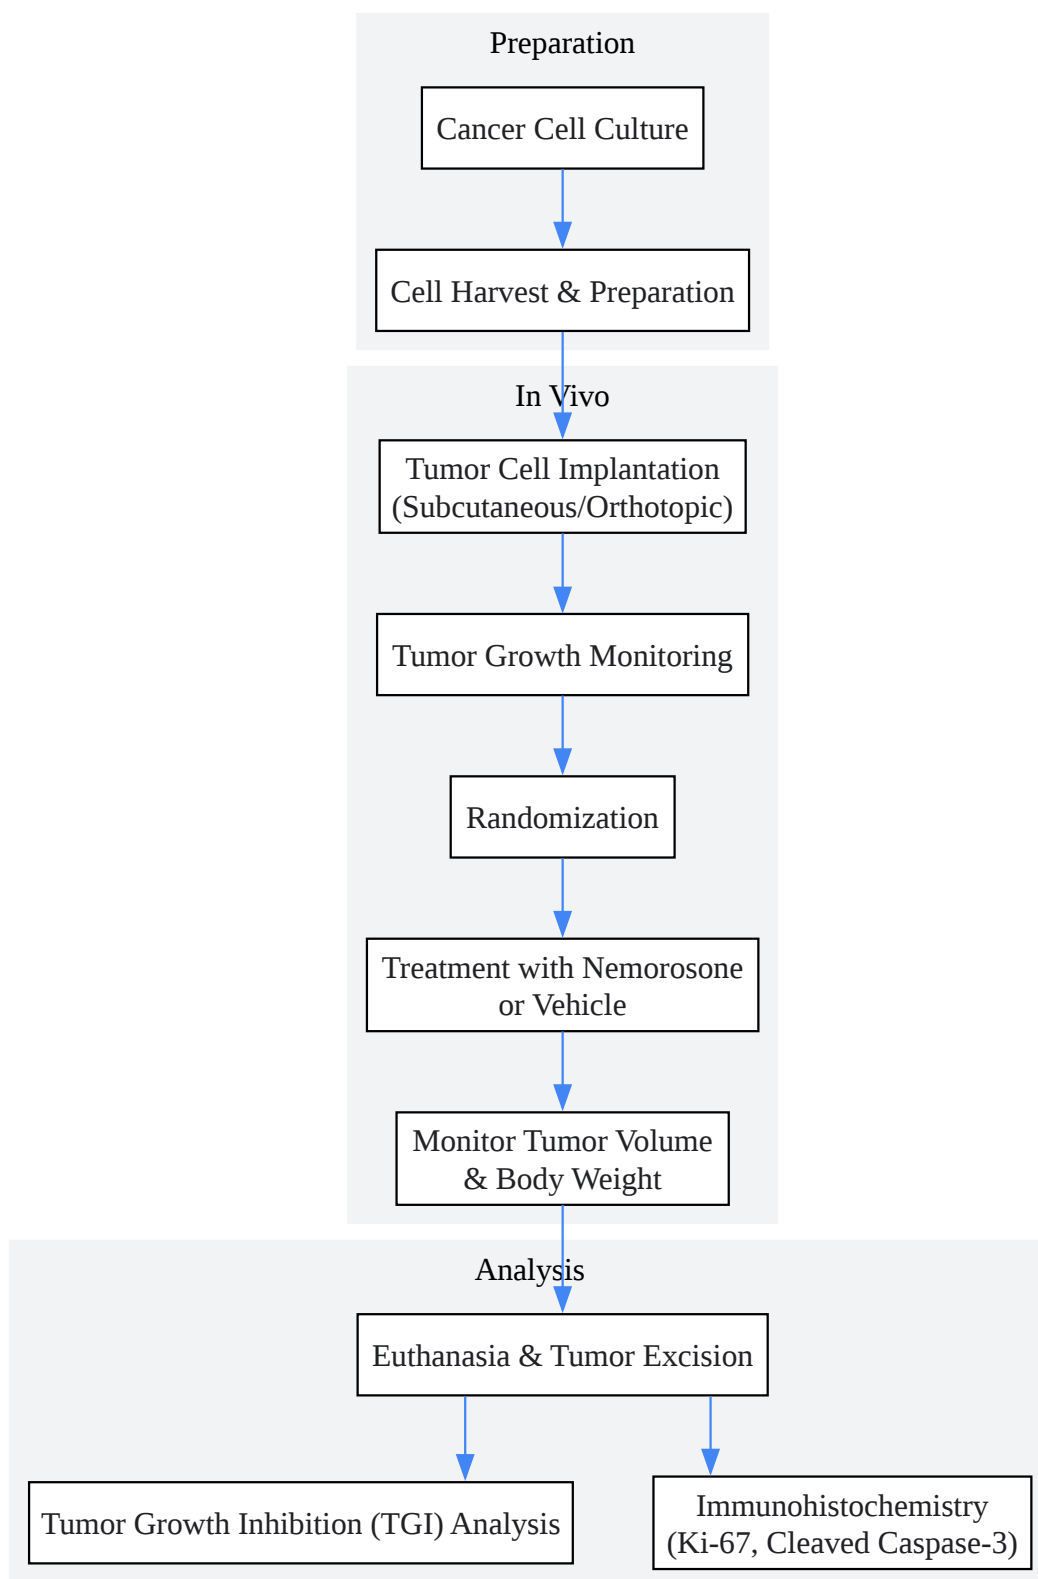 Preparation
Cancer Cell Culture
Cell Harvest & Preparation
In Vivo
Tumor Cell Implantation
(Subcutaneous/Orthotopic)
Tumor Growth Monitoring
Randomization
Treatment with Nemorosone
or Vehicle
Monitor Tumor Volume
& Body Weight
Analysis
Euthanasia & Tumor Excision
Tumor Growth Inhibition (TGI) Analysis
Immunohistochemistry
(Ki-67, Cleaved Caspase-3)